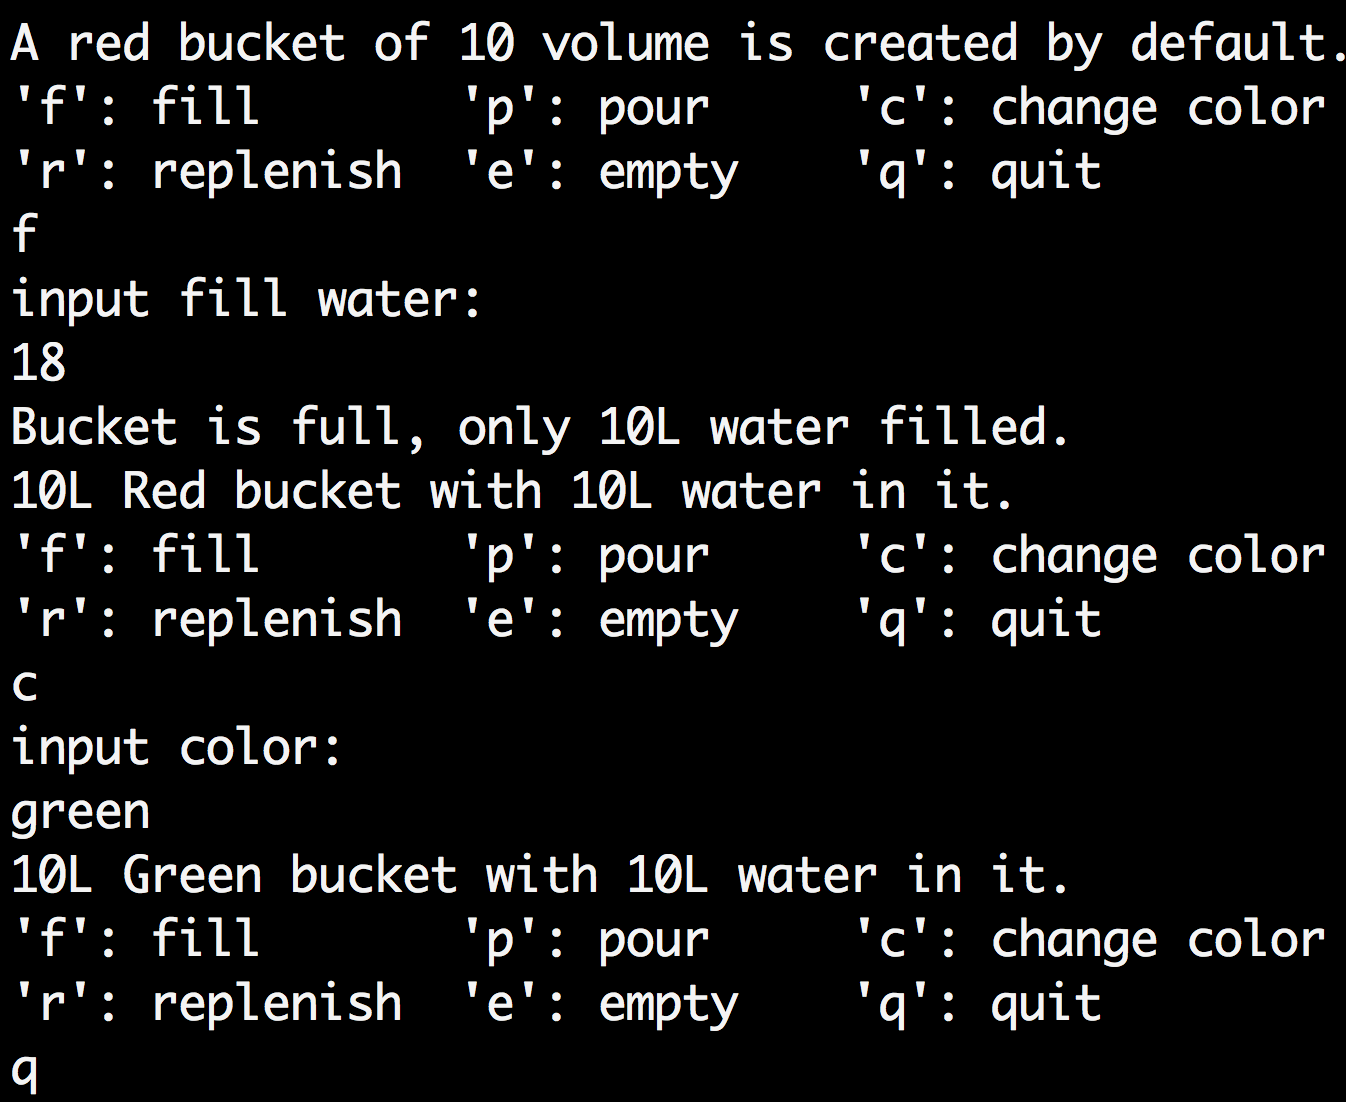 A red bucket of 10 volume is created by default.
'f': fill       'p': pour     'c': change color
'r': replenish  'e': empty    'q': quit
f
input fill water:
18
Bucket is full, only 10L water filled.
10L Red bucket with 10L water in it.
'f': fill       'p': pour     'c': change color
'r': replenish  'e': empty    'q': quit
c
input color:
green
10L Green bucket with 10L water in it.
'f': fill       'p': pour     'c': change color
'r': replenish  'e': empty    'q': quit
q